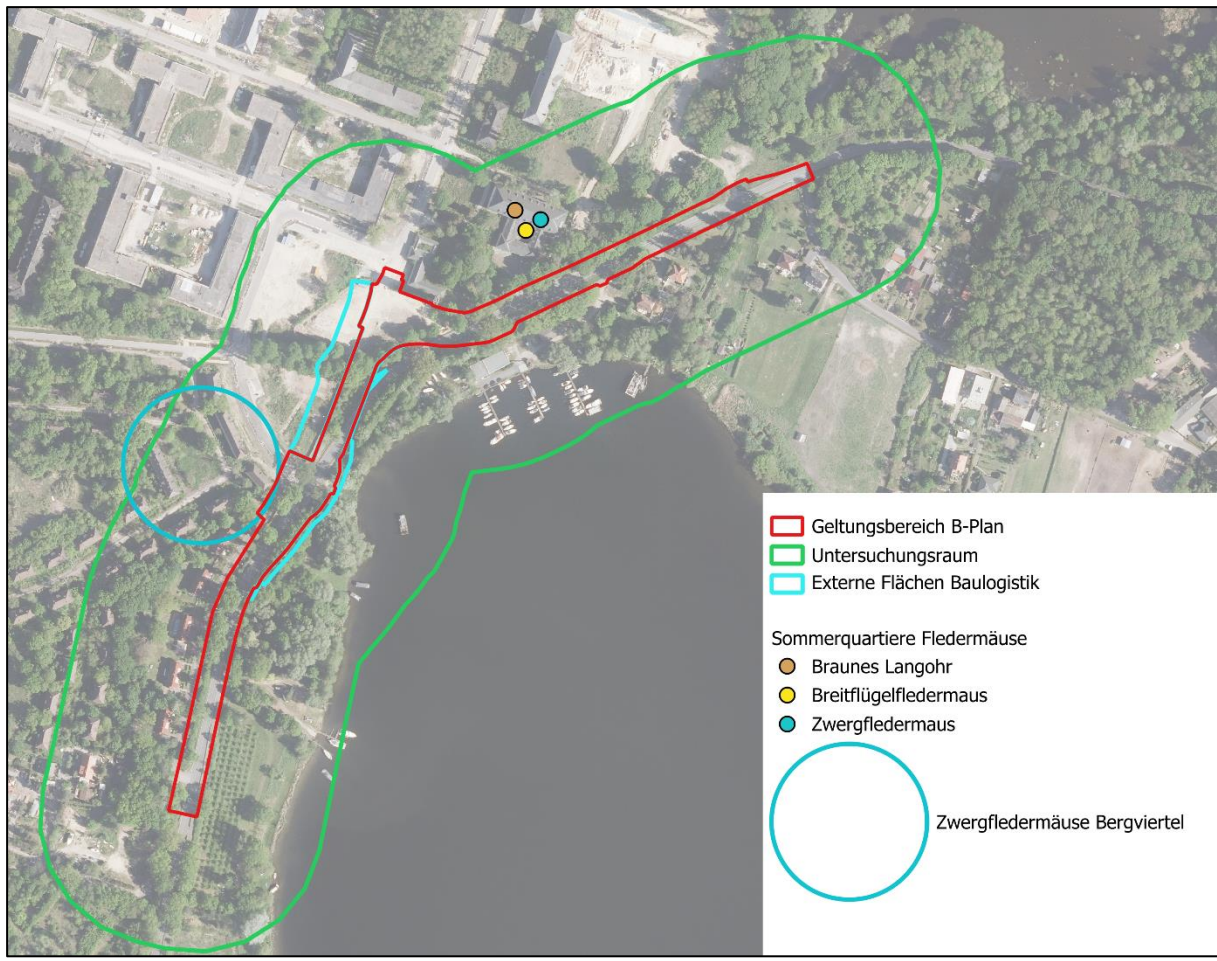 Geltungsbereich B-Plan
Untersuchungsraum
Externe Flächen Baulogistik
Sommerquartiere Fledermäuse
Braunes Langohr
Breitflügelfledermaus
Zwergfledermaus
Zwergfledermäuse Bergviertel